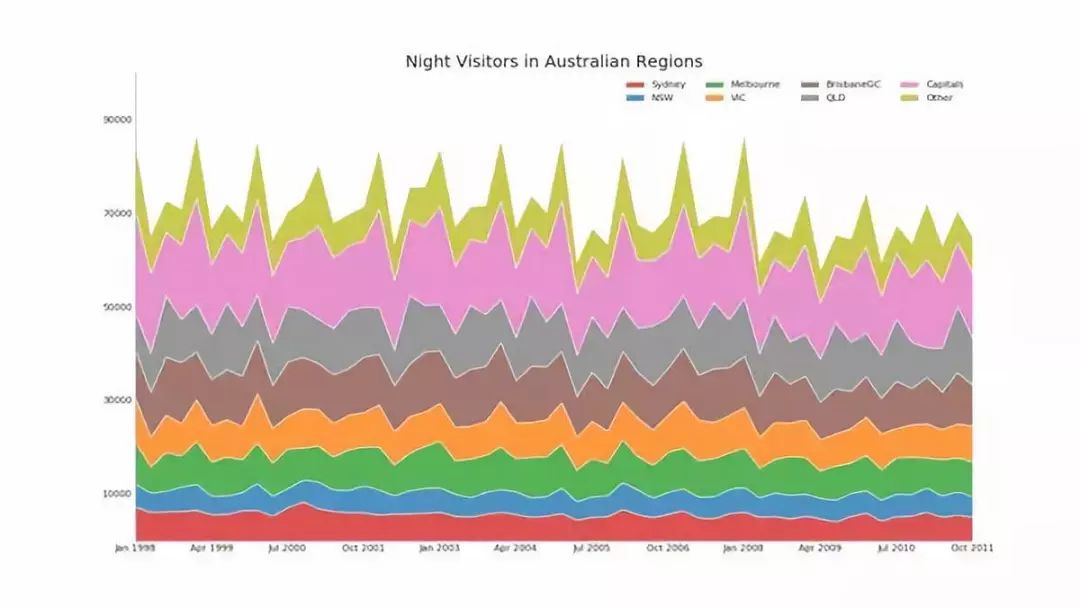 Night Visitors in Australian Regions
Sydney Melbourne BrisbaneGC Capitals
NSW VIC QLD Other
90000
70000
50000
30000
10000
Jan 1998 Apr 1999 Jul 2000 Oct 2001 Jan 2003 Apr 2004 Jul 2005 Oct 2006 Jan 2008 Apr 2009 Jul 2010 Oct 2011